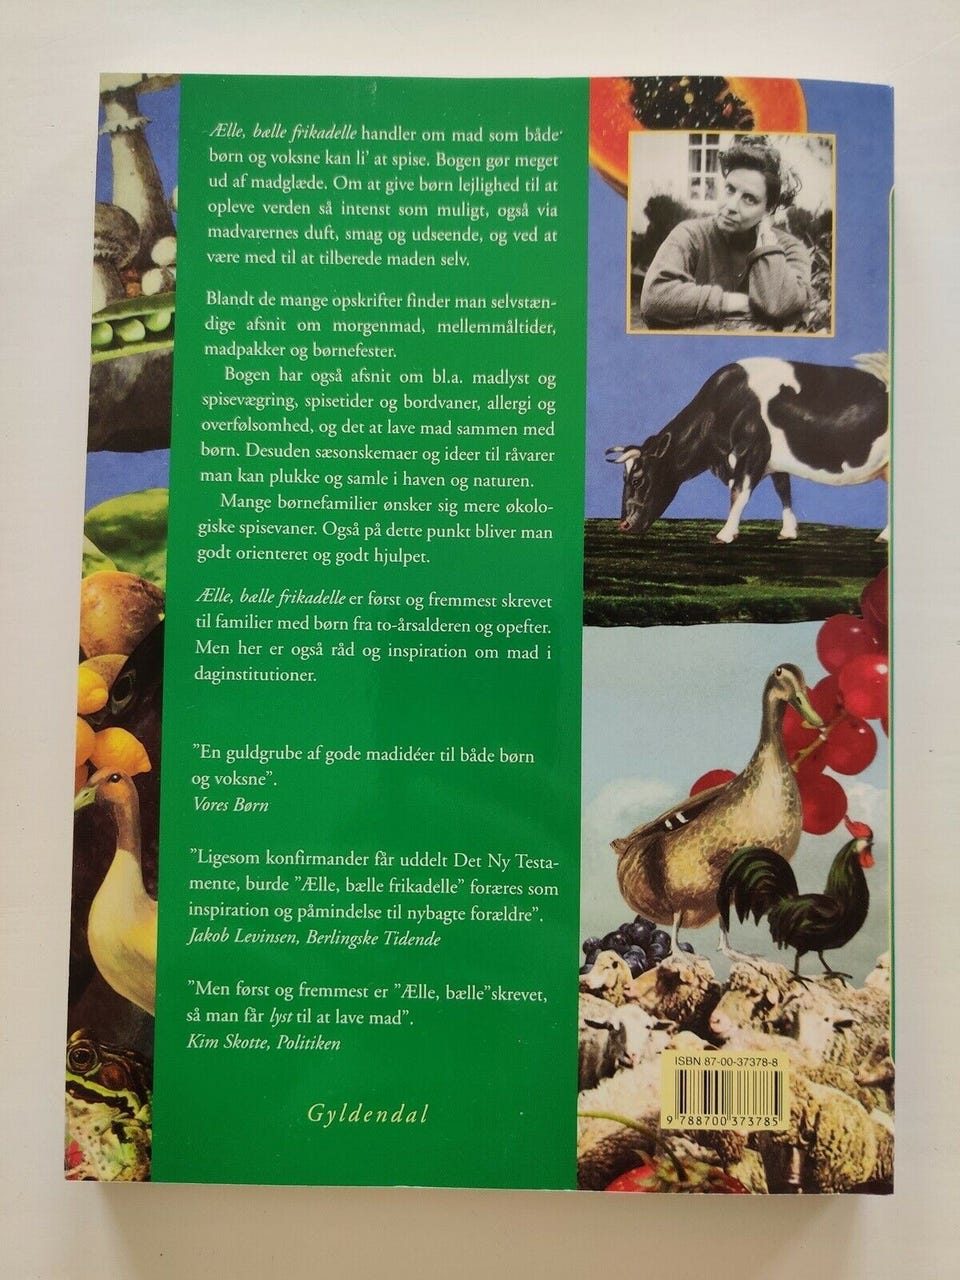 Ælle, bælle frikadelle handler om mad som både
børn og voksne kan li' at spise. Bogen gør meget
ud af madglæde. Om at give børn lejlighed til at
opleve verden så intenst som muligt, også via
madvarernes duft, smag og udseende, og ved at
være med til at tilberede maden selv.
Blandt de mange opskrifter finder man selvstæn-
dige afsnit om morgenmad, mellemmåltider,
madpakker og børnefester.
Bogen har også afsnit om bl.a. madlyst og
spisevægring, spisetider og bordvaner, allergi og
overfølsomhed, og det at lave mad sammen med
børn. Desuden sæsonskemaer og ideer til råvarer
man kan plukke og samle i haven og naturen.
Mange børnefamilier ønsker sig mere økolo-
giske spisevaner. Også på dette punkt bliver man
godt orienteret og godt hjulpet.
Ælle, bælle frikadelle er først og fremmest skrevet
til familier med børn fra to-årsalderen og opefter.
Men her er også råd og inspiration om mad i
daginstitutioner.
"En guldgrube af gode madidéer til både børn
og voksne".
Vores Børn
"Ligesom konfirmander får uddelt Det Ny Testa-
mente, burde "Ælle, bælle frikadelle" foræres som
inspiration og påmindelse til nybagte forældre".
Jakob Levinsen, Berlingske Tidende
"Men først og fremmest er "Ælle, bælle"skrevet,
så man får lyst til at lave mad".
Kim Skotte, Politiken
Gyldendal
ISBN 87-00-37378-8
9 788700 373785